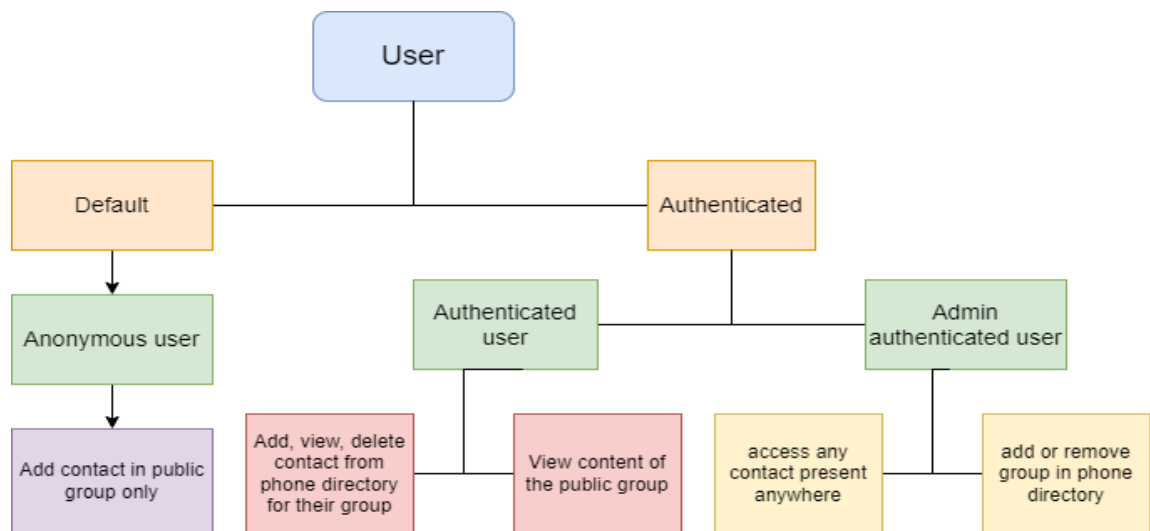 User
Default
Authenticated
Anonymous user
Authenticated
user
Admin
authenticated user
Add contact in public
group only
Add, view, delete
contact from
phone directory
for their group
View content of
the public group
access any
contact present
anywhere
add or remove
group in phone
directory